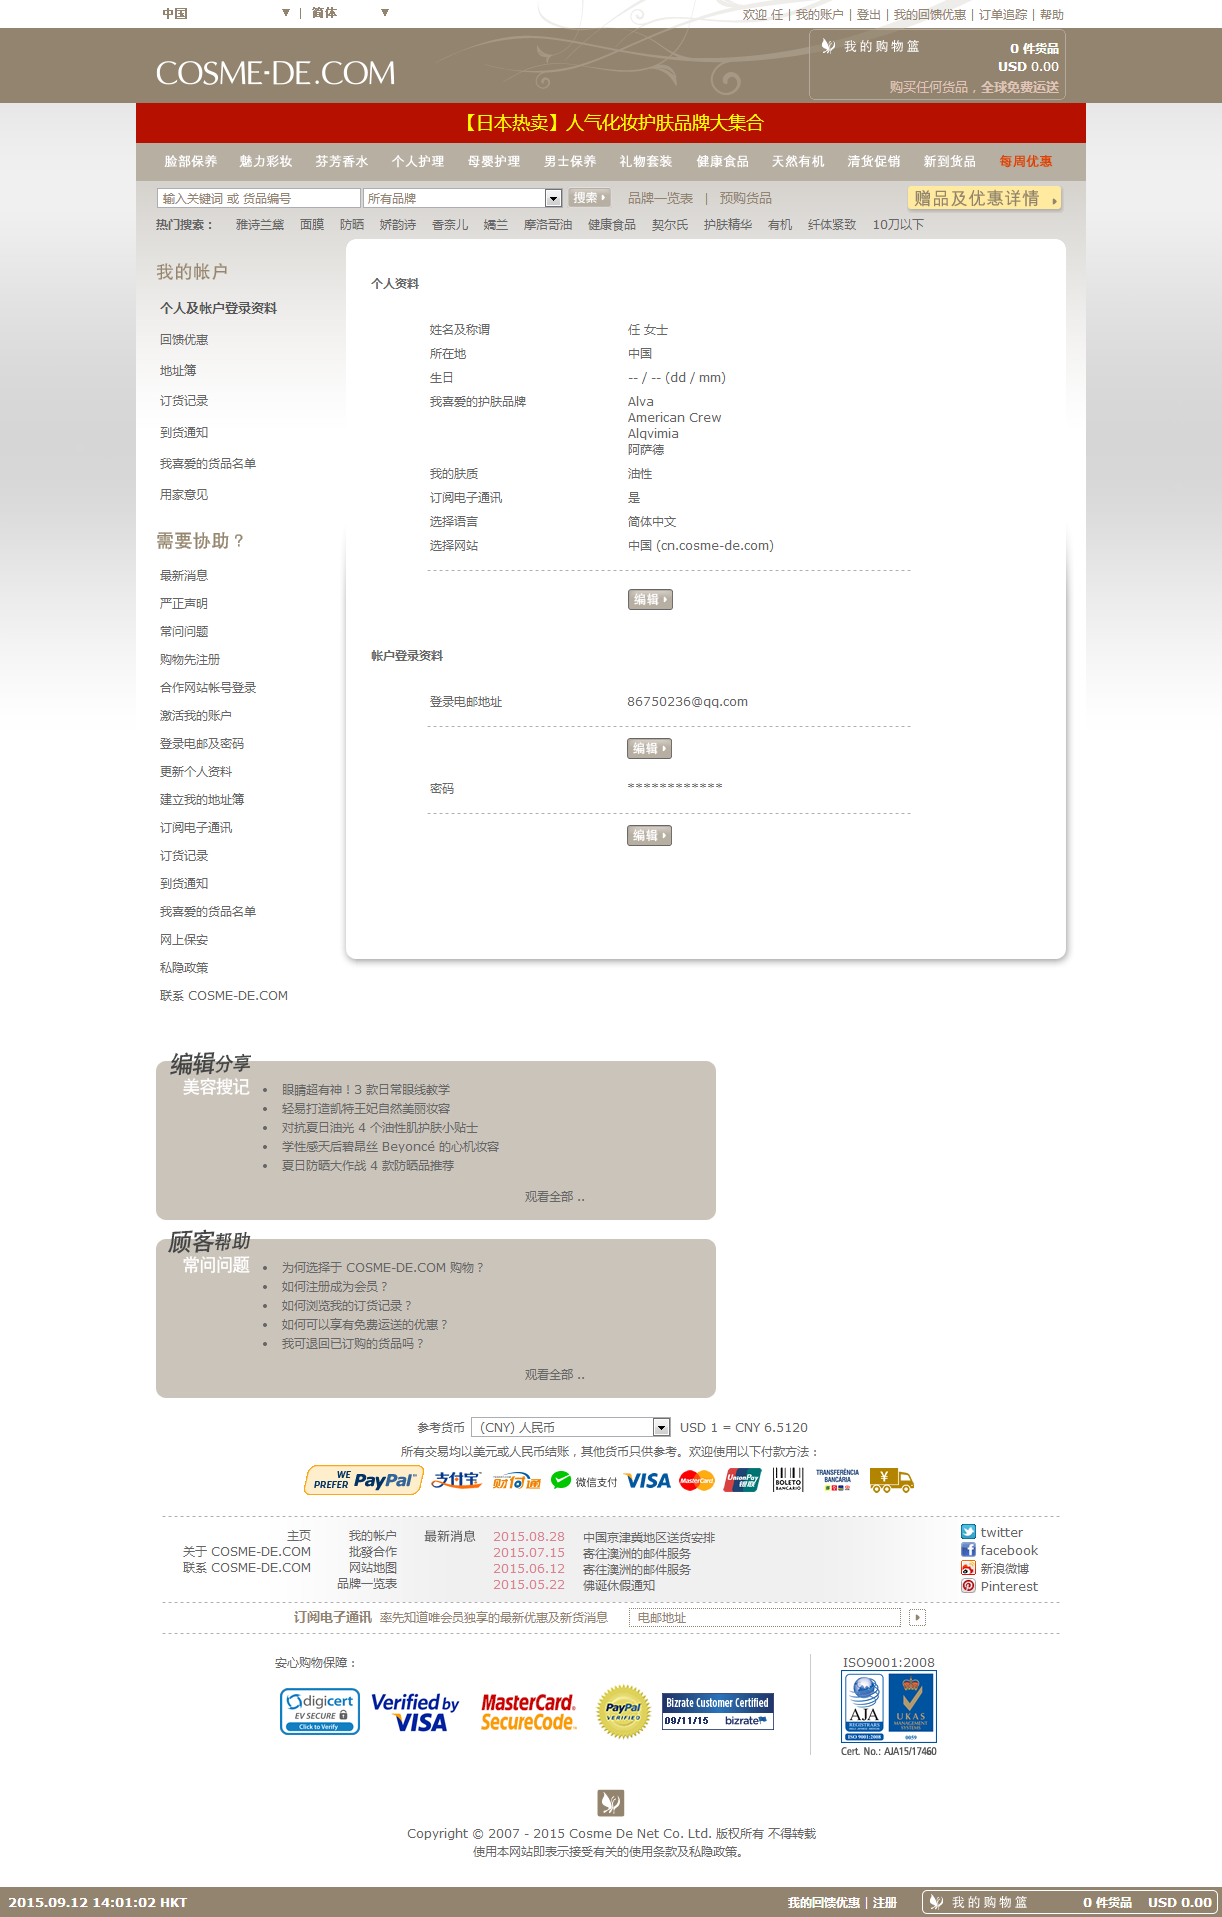 中国 ▼ | 简体 ▼
欢迎 任 | 我的账户 | 登出 | 我的回馈优惠 | 订单追踪 | 帮助
COSME-DE.COM
我的购物篮 0 件货品
USD 0.00
购买任何货品，全球免费运送
【日本热卖】人气化妆护肤品牌大集合
脸部保养 魅力彩妆 芬芳香水 个人护理 母婴护理 男士保养 礼物套装 健康食品 天然有机 清货促销 新到货品 每周优惠
输入关键词 或 货品编号 所有品牌 搜索 品牌一览表 | 预购货品 赠品及优惠详情
热门搜索： 雅诗兰黛 面膜 防晒 娇韵诗 香奈儿 嬌兰 摩洛哥油 健康食品 契尔氏 护肤精华 有机 纤体紧致 10刀以下
我的帐户
个人及帐户登录资料
回馈优惠
地址簿
订货记录
到货通知
我喜爱的货品名单
用家意见
需要协助？
最新消息
严正声明
常问问题
购物先注册
合作网站帐号登录
激活我的账户
登录电邮及密码
更新个人资料
建立我的地址簿
订阅电子通讯
订货记录
到货通知
我喜爱的货品名单
网上保安
私隐政策
联系 COSME-DE.COM
个人资料
姓名及称谓 任 女士
所在地 中国
生日 -- / -- (dd / mm)
我喜爱的护肤品牌 Alva
American Crew
Alqvimia
阿萨德
我的肤质 油性
订阅电子通讯 是
选择语言 简体中文
选择网站 中国 (cn.cosme-de.com)
编辑
帐户登录资料
登录电邮地址 86750236@qq.com
编辑
密码 ************
编辑
编辑分享
美容搜记
• 眼睛超有神！3 款日常眼线教学
• 轻易打造凯特王妃自然美丽妆容
• 对抗夏日油光 4 个油性肌护肤小贴士
• 学性感天后碧昂丝 Beyoncé 的心机妆容
• 夏日防晒大作战 4 款防晒品推荐
观看全部 ..
顾客帮助
常问问题
• 为何选择于 COSME-DE.COM 购物？
• 如何注册成为会员？
• 如何浏览我的订货记录？
• 如何可以享有免费运送的优惠？
• 我可退回已订购的货品吗？
观看全部 ..
参考货币 (CNY) 人民币 USD 1 = CNY 6.5120
所有交易均以美元或人民币结账，其他货币只供参考。欢迎使用以下付款方法：
WE PREFER PayPal 支付宝 财付通 微信支付 VISA MasterCard UnionPay 银联 BOLETO BANCÁRIO TRANSFERÊNCIA BANCÁRIA ¥
主页 我的帐户 最新消息 2015.08.28 中国京津冀地区送货安排
关于 COSME-DE.COM 批發合作 2015.07.15 寄往澳洲的邮件服务
联系 COSME-DE.COM 网站地图 2015.06.12 寄往澳洲的邮件服务
品牌一览表 2015.05.22 佛诞休假通知
twitter
facebook
新浪微博
Pinterest
订阅电子通讯 率先知道唯会员独享的最新优惠及新货消息 电邮地址
安心购物保障：
digicert EV SECURE Click to Verify
Verified by VISA
MasterCard SecureCode
PayPal VERIFIED
Bizrate Customer Certified
09/11/15 bizrate
ISO9001:2008
AJA REGISTRARS ISO 9001:2008
UKAS MANAGEMENT SYSTEMS 0059
Cert. No.: AJA15/17460
Copyright © 2007 - 2015 Cosme De Net Co. Ltd. 版权所有 不得转载
使用本网站即表示接受有关的使用条款及私隐政策。
2015.09.12 14:01:02 HKT 我的回馈优惠 | 注册 我的购物篮 0 件货品 USD 0.00